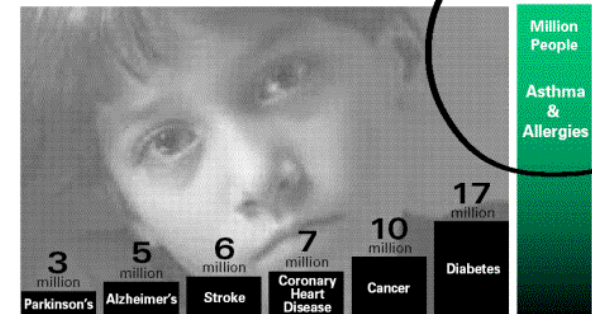 Million
People
Asthma
&
Allergies
17
million
10
million
7
million
6
million
5
million
3
million
Diabetes
Cancer
Coronary
Heart
Disease
Stroke
Alzheimer's
Parkinson's